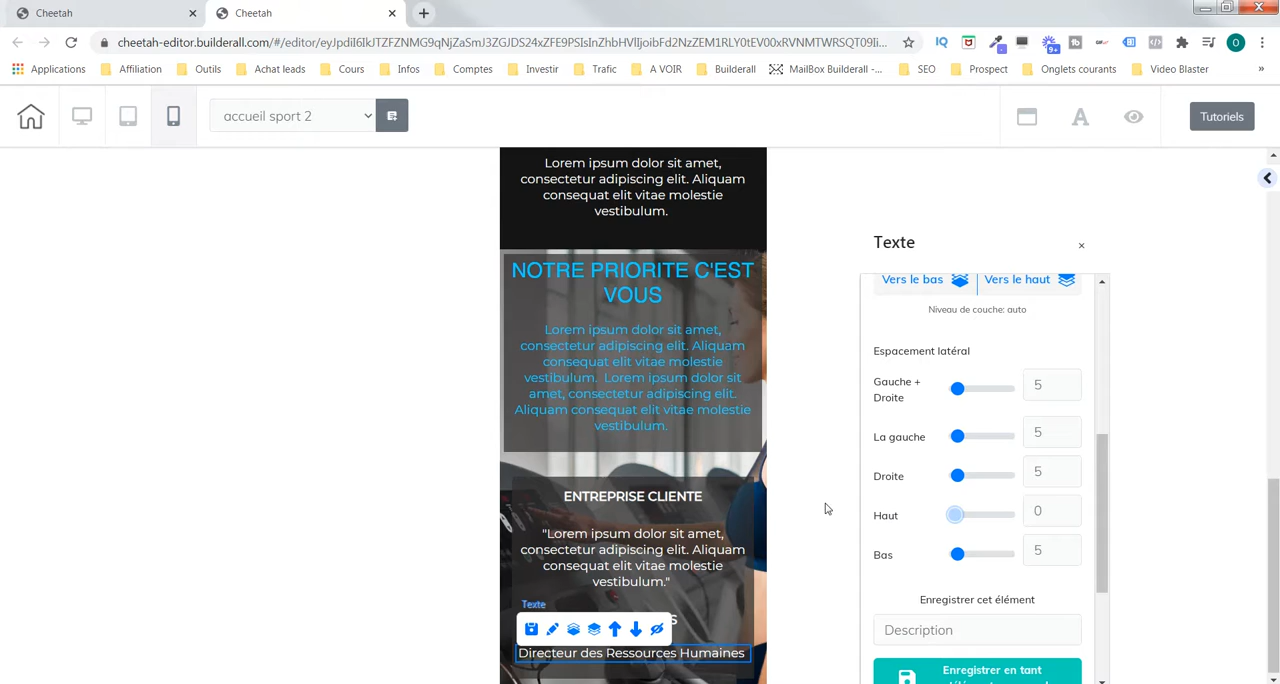 Cheetah
Cheetah
cheetah-editor.builderall.com/#/editor/
Applications
Affiliation
Outils
Achat leads
Cours
Infos
Comptes
Investir
Trafic
A VOIR
Builderall
MailBox Builderall -...
SEO
Prospect
Onglets courants
Video Blaster
»
accueil sport 2
Tutoriels
Lorem ipsum dolor sit amet,
consectetur adipiscing elit. Aliquam
consequat elit vitae molestie
vestibulum.
NOTRE PRIORITE C'EST
VOUS
Lorem ipsum dolor sit amet,
consectetur adipiscing elit. Aliquam
consequat elit vitae molestie
vestibulum. Lorem ipsum dolor sit
amet, consectetur adipiscing elit.
Aliquam consequat elit vitae molestie
vestibulum.
ENTREPRISE CLIENTE
"Lorem ipsum dolor sit amet,
consectetur adipiscing elit. Aliquam
consequat elit vitae molestie
vestibulum."
Texte
S
Directeur des Ressources Humaines
Texte
×
Vers le bas
Vers le haut
Niveau de couche: auto
Espacement latéral
Gauche +
Droite
5
La gauche
5
Droite
5
Haut
0
Bas
5
Enregistrer cet élément
Description
Enregistrer en tant